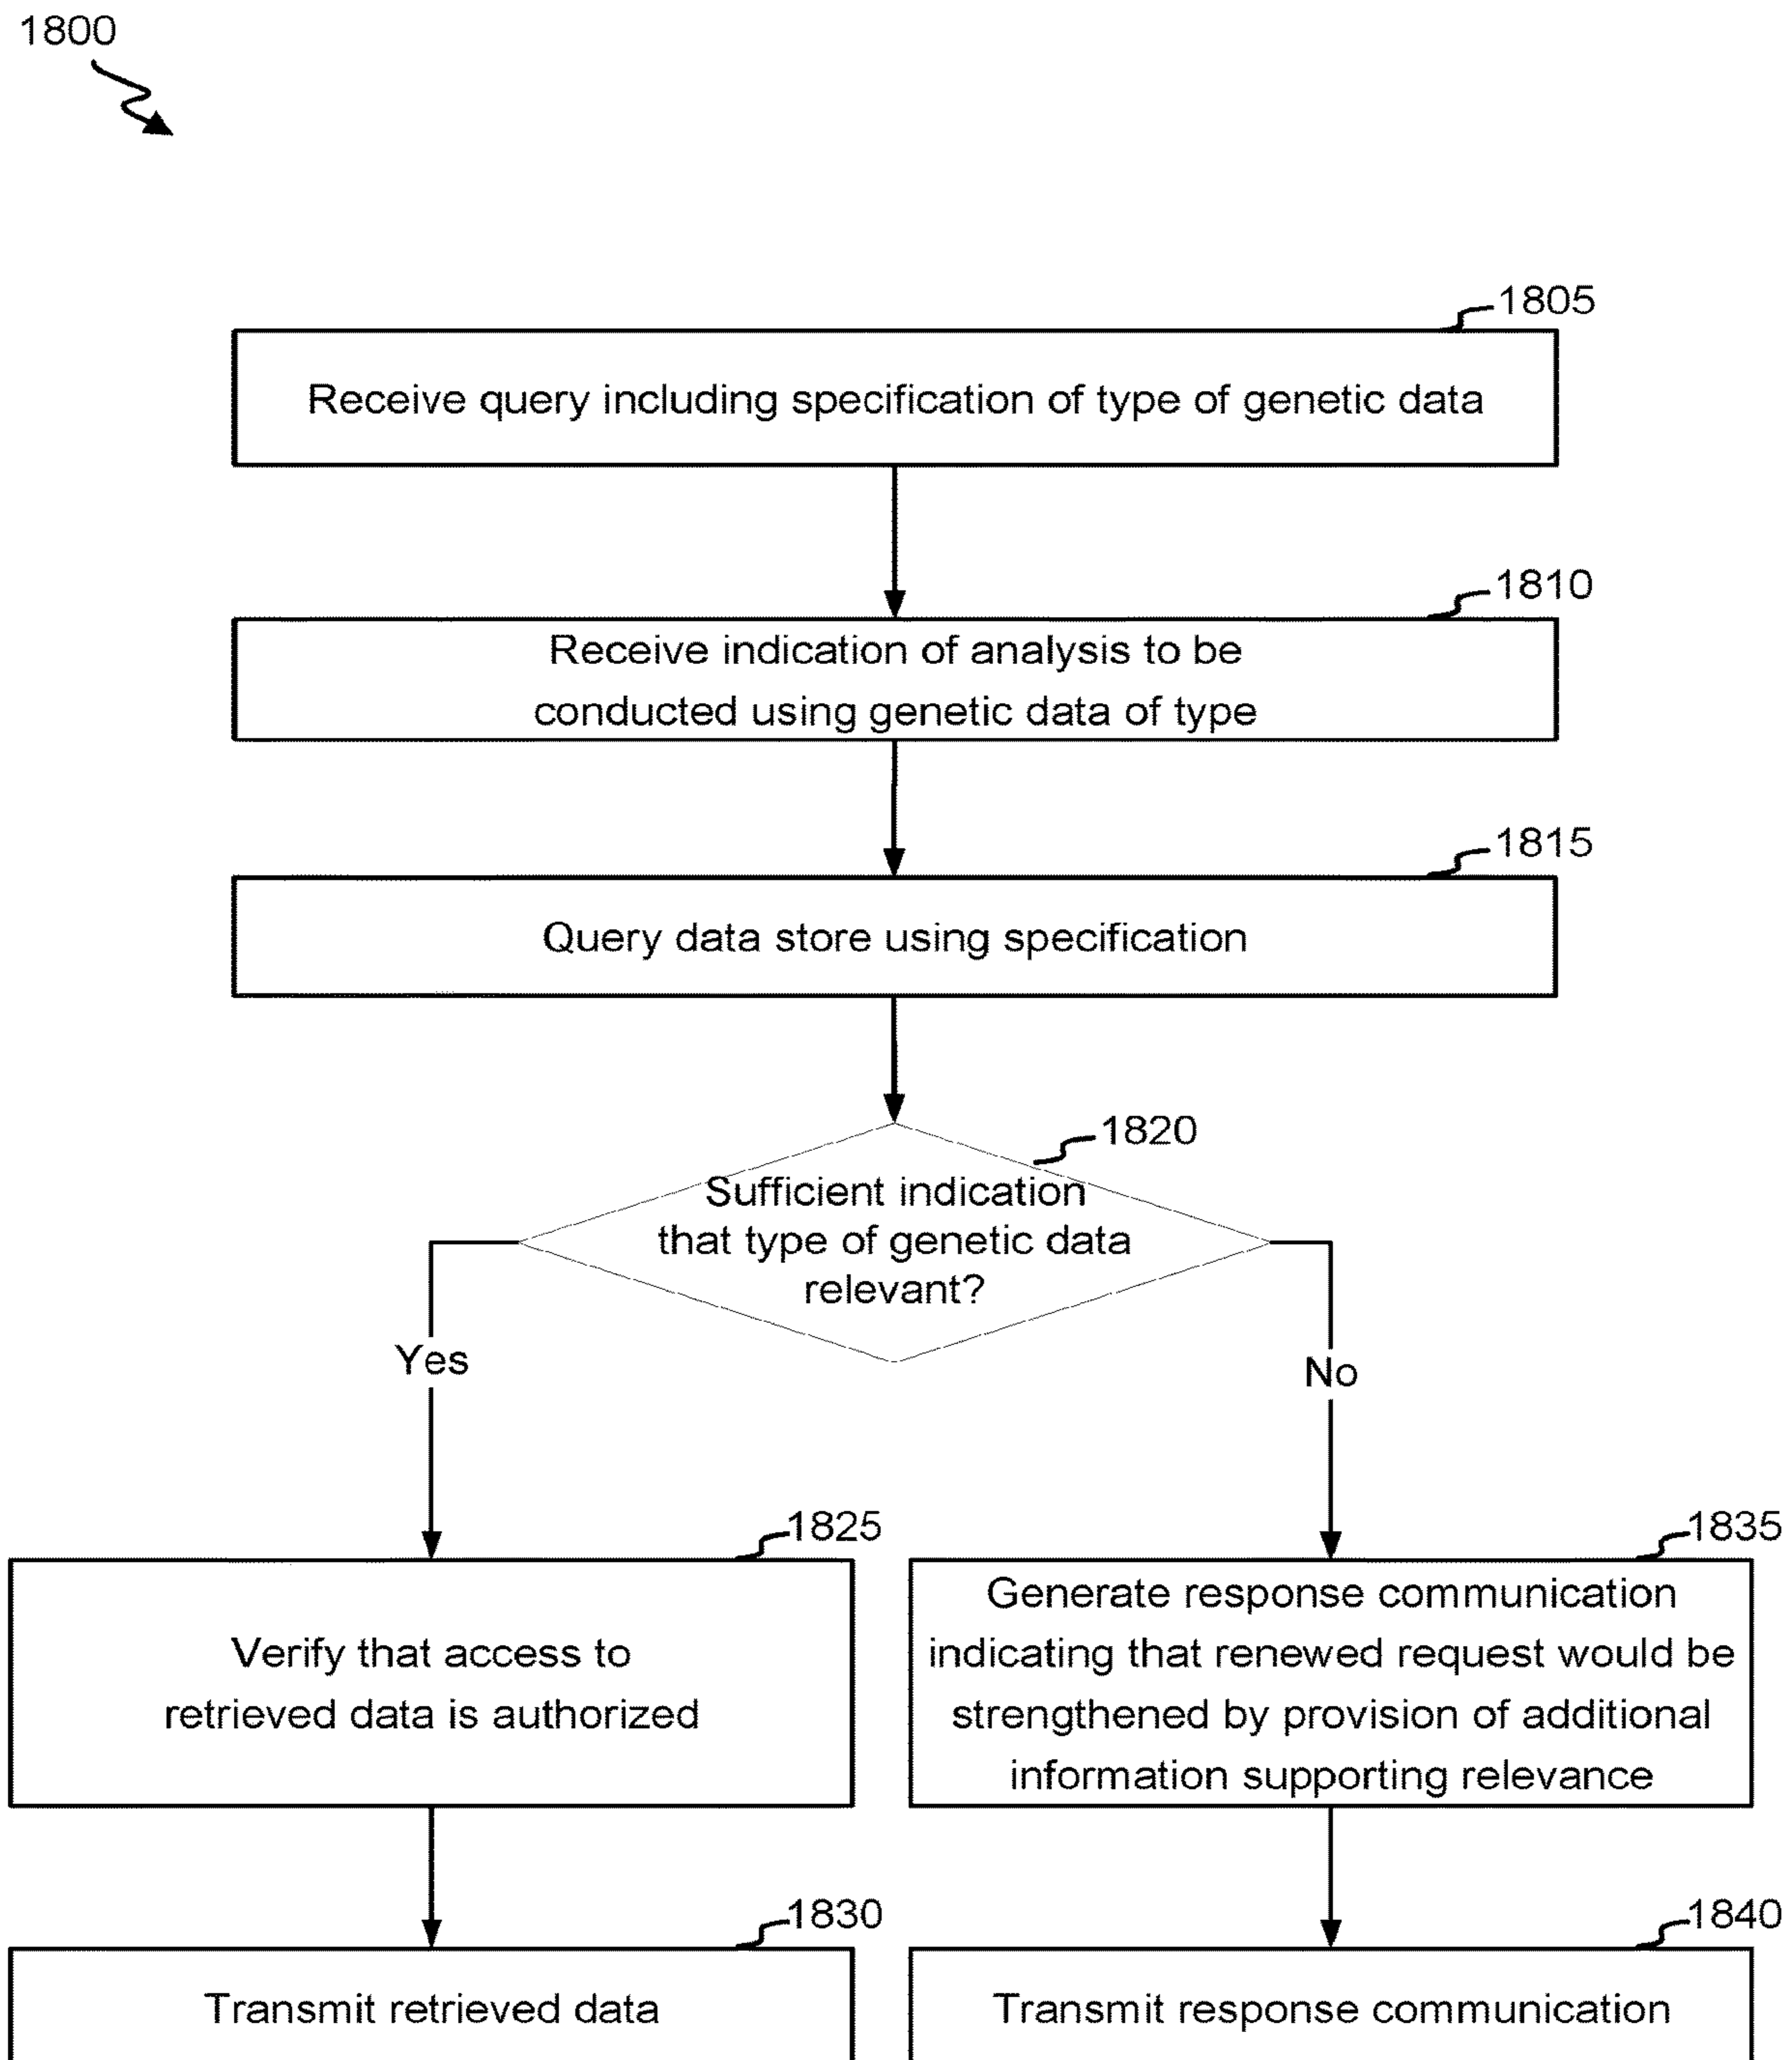 1800
1805
Receive query including specification of type of genetic data
1810
Receive indication of analysis to be
conducted using genetic data of type
1815
Query data store using specification
1820
Sufficient indication
that type of genetic data
relevant?
Yes
No
1825
Verify that access to
retrieved data is authorized
1835
Generate response communication
indicating that renewed request would be
strengthened by provision of additional
information supporting relevance
1830
Transmit retrieved data
1840
Transmit response communication